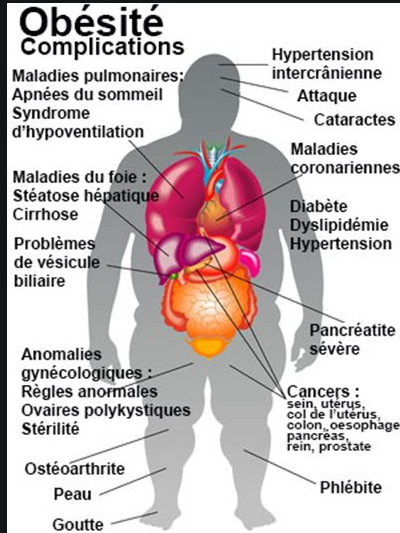 Obésité
Complications
Maladies pulmonaires:
Apnées du sommeil
Syndrome
d'hypoventilation
Maladies du foie :
Stéatose hépatique
Cirrhose
Problèmes
de vésicule
biliaire
Anomalies
gynécologiques :
Règles anormales
Ovaires polykystiques
Stérilité
Ostéoarthrite
Peau
Goutte
Hypertension
intercrânienne
Attaque
Cataractes
Maladies
coronariennes
Diabète
Dyslipidémie
Hypertension
Pancréatite
sévère
Cancers :
sein, utérus,
col de l'utérus,
colon, oesophage
pancréas,
rein, prostate
Phlébite